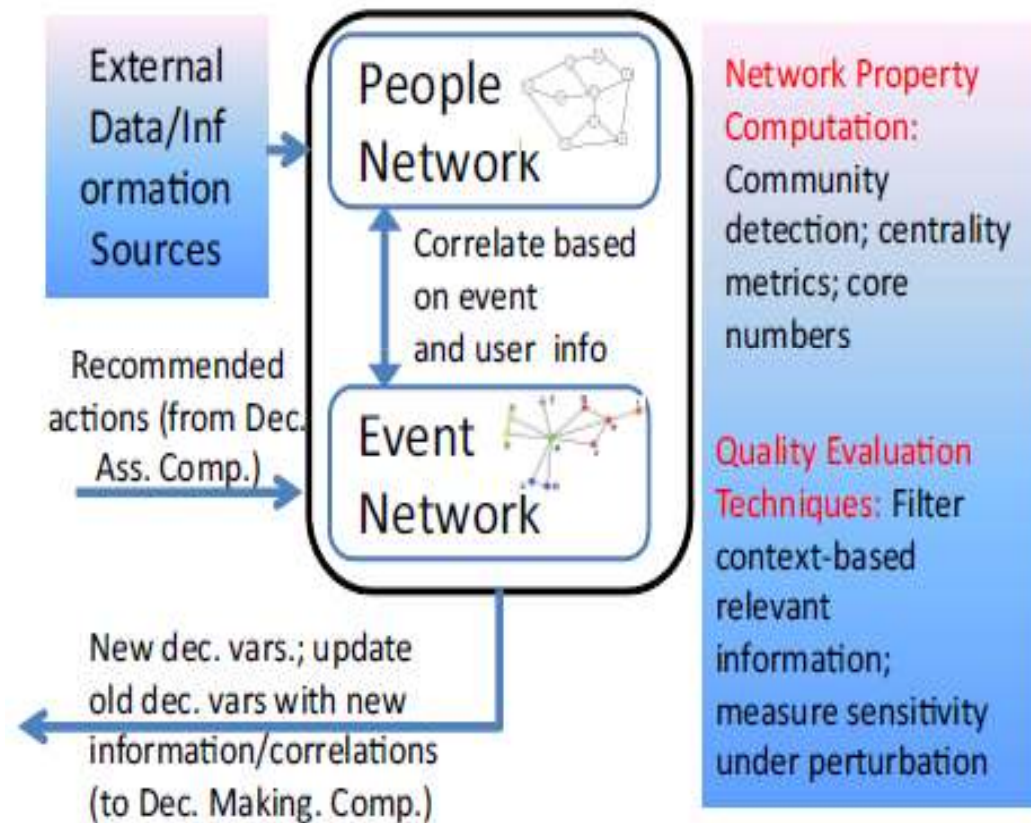 External
Data/Inf
ormation
Sources
People
Network
Correlate based
on event
and user info
Recommended
actions (from Dec.
Ass. Comp.)
Event
Network
New dec. vars.; update
old dec. vars with new
information/correlations
(to Dec. Making. Comp.)
Network Property
Computation:
Community
detection; centrality
metrics; core
numbers
Quality Evaluation
Techniques: Filter
context-based
relevant
information;
measure sensitivity
under perturbation